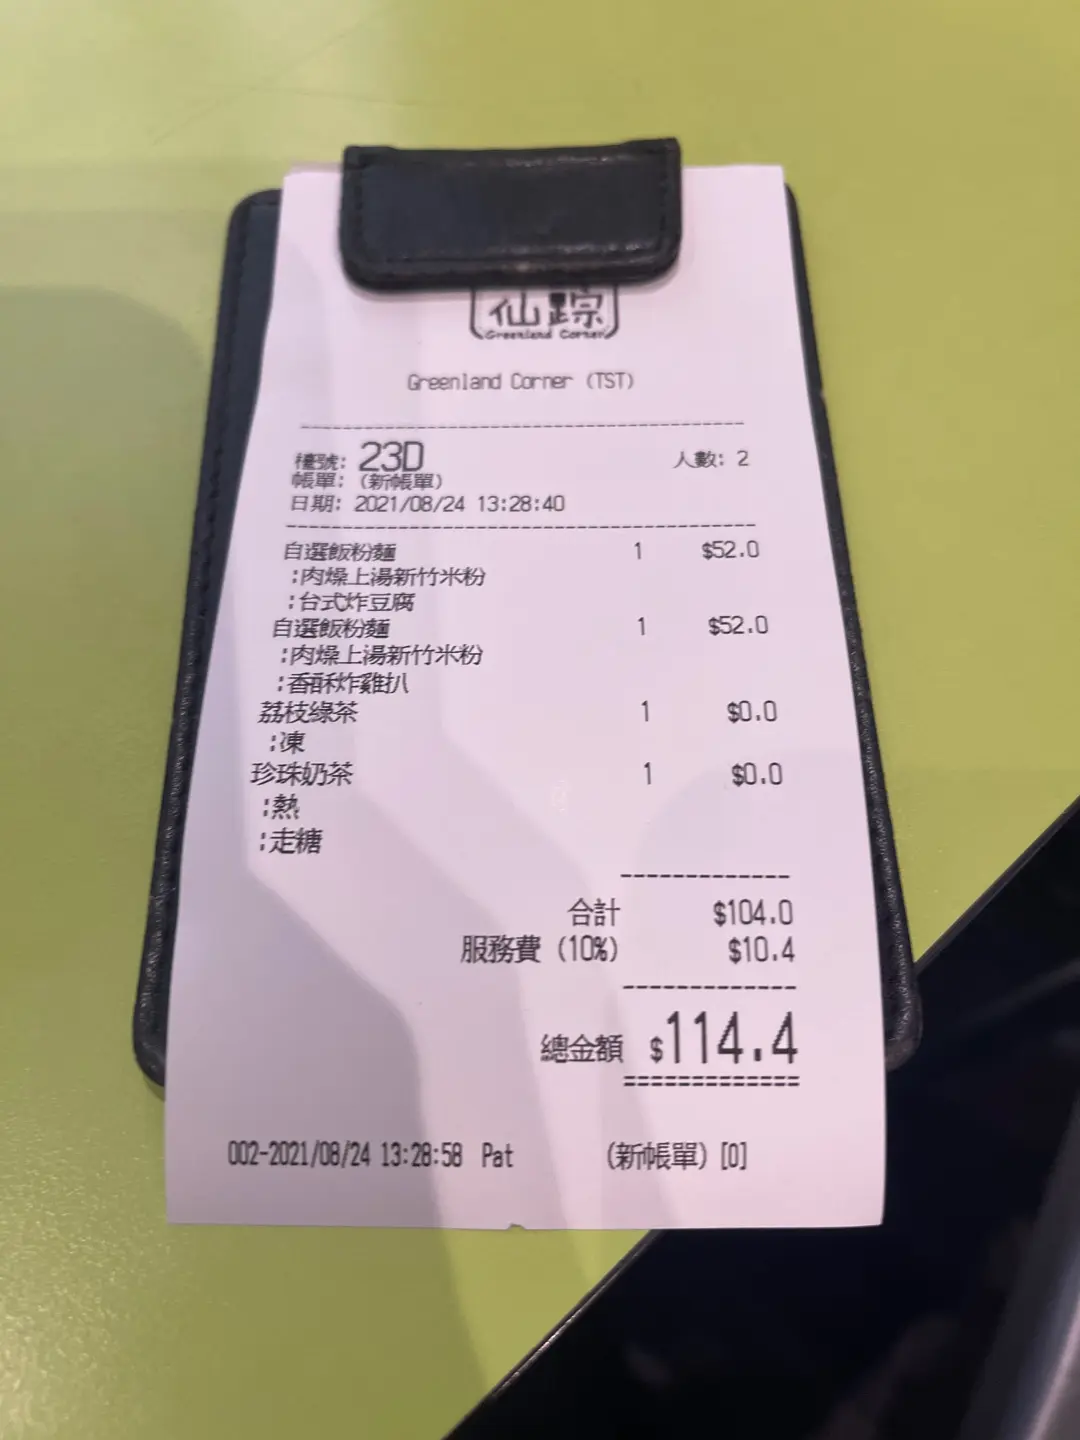 仙踪
Greenland Corner
Greenland Corner (TST)
檯號: 23D 人數: 2
帳單: (新帳單)
日期: 2021/08/24 13:28:40
自選飯粉麵 1 $52.0
:肉燥上湯新竹米粉
:台式炸豆腐
自選飯粉麵 1 $52.0
:肉燥上湯新竹米粉
:香酥炸雞扒
荔枝綠茶 1 $0.0
:凍
珍珠奶茶 1 $0.0
:熱
:走糖
合計 $104.0
服務費 (10%) $10.4
總金額 $114.4
002-2021/08/24 13:28:58 Pat (新帳單) [0]